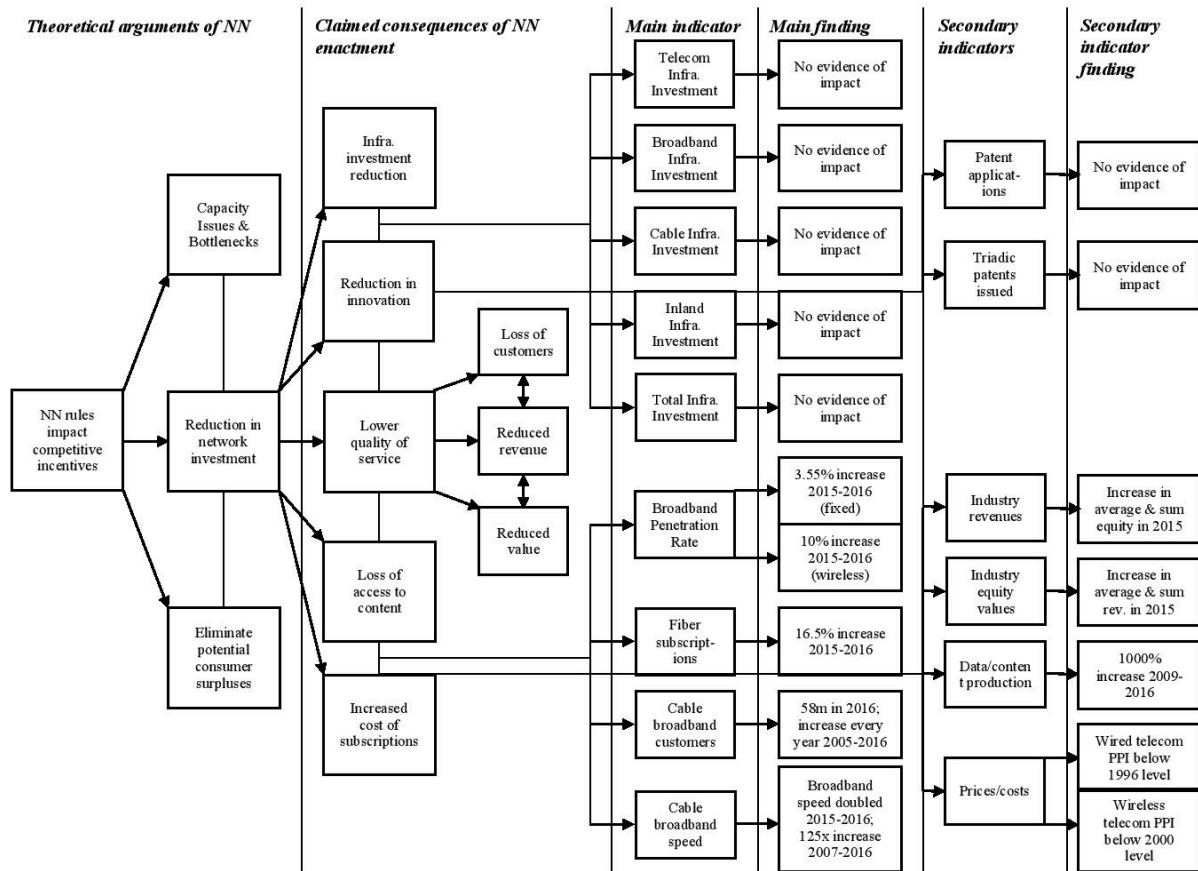 Theoretical arguments of NN
Claimed consequences of NN
enactment
Main indicator
Main finding
Secondary
indicators
Secondary
indicator
finding
NN rules
impact
competitive
incentives
Capacity
Issues &
Bottlenecks
Reduction in
network
investment
Eliminate
potential
consumer
surpluses
Infra.
investment
reduction
Reduction in
innovation
Lower
quality of
service
Loss of
access to
content
Increased
cost of
subscriptions
Loss of
customers
Reduced
revenue
Reduced
value
Telecom
Infra.
Investment
No evidence of
impact
Broadband
Infra.
Investment
No evidence of
impact
Cable Infra.
Investment
No evidence of
impact
Inland
Infra.
Investment
No evidence of
impact
Total Infra.
Investment
No evidence of
impact
Broadband
Penetration
Rate
3.55% increase
2015-2016
(fixed)
10% increase
2015-2016
(wireless)
Fiber
subscript-
ions
16.5% increase
2015-2016
Cable
broadband
customers
58m in 2016;
increase every
year 2005-2016
Cable
broadband
speed
Broadband
speed doubled
2015-2016;
125x increase
2007-2016
Patent
applicat-
ions
No evidence of
impact
Triadic
patents
issued
No evidence of
impact
Industry
revenues
Increase in
average & sum
equity in 2015
Industry
equity
values
Increase in
average & sum
rev. in 2015
Data/conten
t production
1000%
increase 2009-
2016
Prices/costs
Wired telecom
PPI below
1996 level
Wireless
telecom PPI
below 2000
level